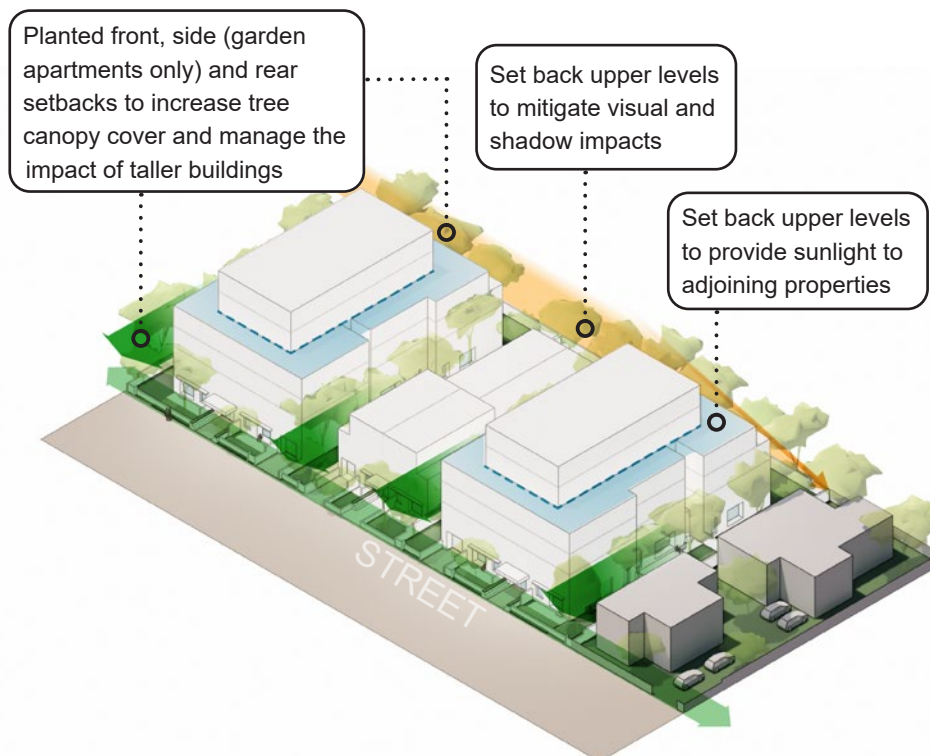 Planted front, side (garden
apartments only) and rear
setbacks to increase tree
canopy cover and manage the
impact of taller buildings
Set back upper levels
to mitigate visual and
shadow impacts
Set back upper levels
to provide sunlight to
adjoining properties
STREET